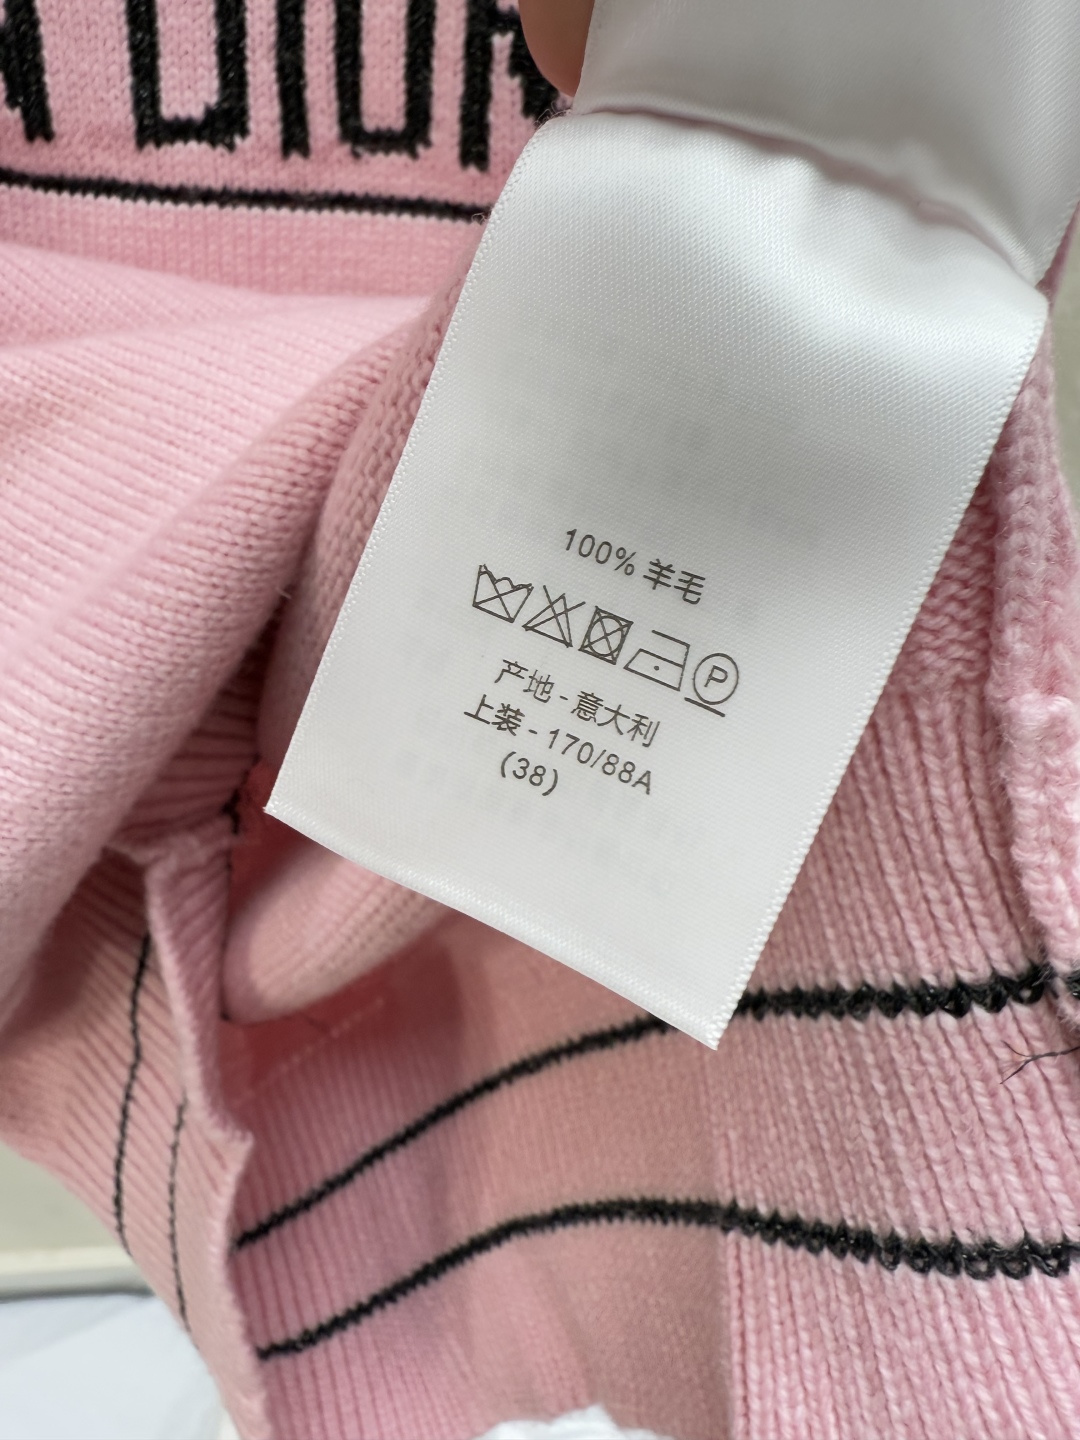 DIOR
100% 羊毛
P
产地 - 意大利
上装 - 170/88A
(38)